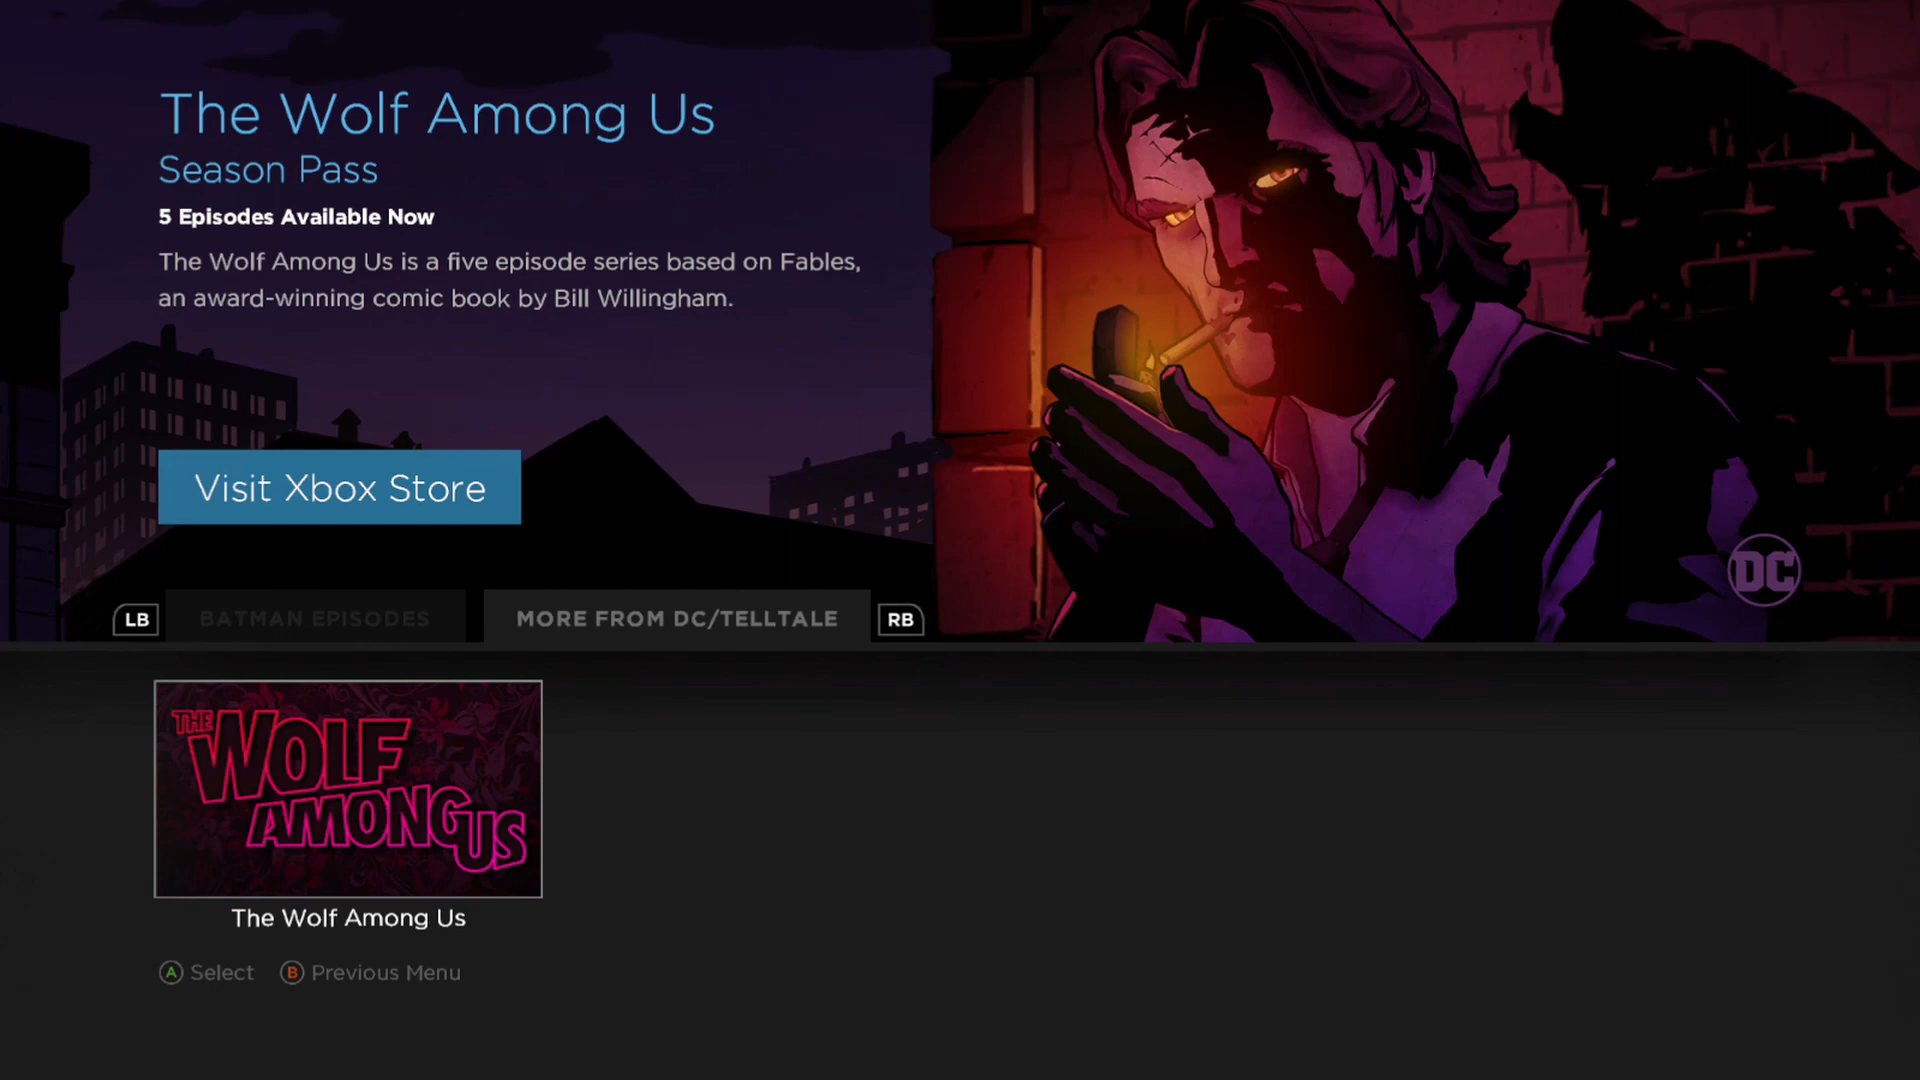 The Wolf Among Us
Season Pass
5 Episodes Available Now
The Wolf Among Us is a five episode series based on Fables,
an award-winning comic book by Bill Willingham.
Visit Xbox Store
DC
LB BATMAN EPISODES MORE FROM DC/TELLTALE RB
THE
WOLF
AMONG
US
The Wolf Among Us
A Select B Previous Menu